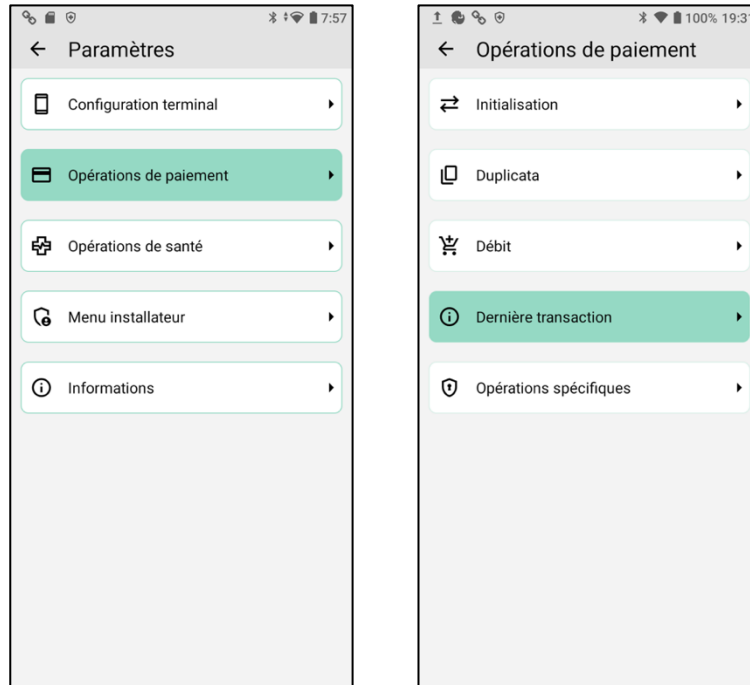 7:57
Paramètres
Configuration terminal
Opérations de paiement
Opérations de santé
Menu installateur
Informations
100% 19:31
Opérations de paiement
Initialisation
Duplicata
Débit
Dernière transaction
Opérations spécifiques